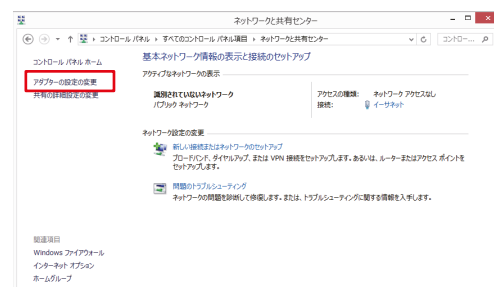 ネットワークと共有センター
コントロール パネル ▸ すべてのコントロール パネル項目 ▸ ネットワークと共有センター
コントロー...
コントロール パネル ホーム
アダプターの設定の変更
共有の詳細設定の変更
基本ネットワーク情報の表示と接続のセットアップ
アクティブなネットワークの表示
識別されていないネットワーク
パブリック ネットワーク
アクセスの種類: ネットワーク アクセスなし
接続: イーサネット
ネットワーク設定の変更
新しい接続またはネットワークのセットアップ
ブロードバンド、ダイヤルアップ、または VPN 接続をセットアップします。あるいは、ルーターまたはアクセス ポイントを
セットアップします。
問題のトラブルシューティング
ネットワークの問題を診断して修復します。または、トラブルシューティングに関する情報を入手します。
関連項目
Windows ファイアウォール
インターネット オプション
ホームグループ